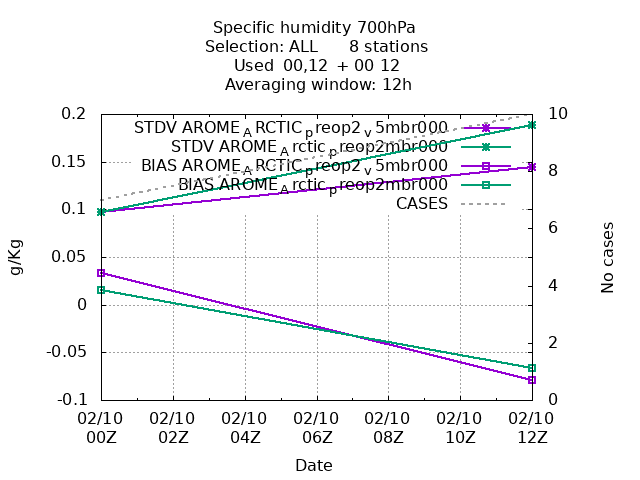 Specific humidity 700hPa
Selection: ALL 8 stations
Used 00,12 + 00 12
Averaging window: 12h
0.2
0.15
0.1
0.05
0
-0.05
-0.1
g/Kg
STDV AROME_ARCTIC_preop2_v5mbr000
STDV AROME_Arctic_preop2mbr000
BIAS AROME_ARCTIC_preop2_v5mbr000
BIAS AROME_Arctic_preop2mbr000
CASES
10
8
6
4
2
0
No cases
02/10 02/10 02/10 02/10 02/10 02/10 02/10
00Z 02Z 04Z 06Z 08Z 10Z 12Z
Date